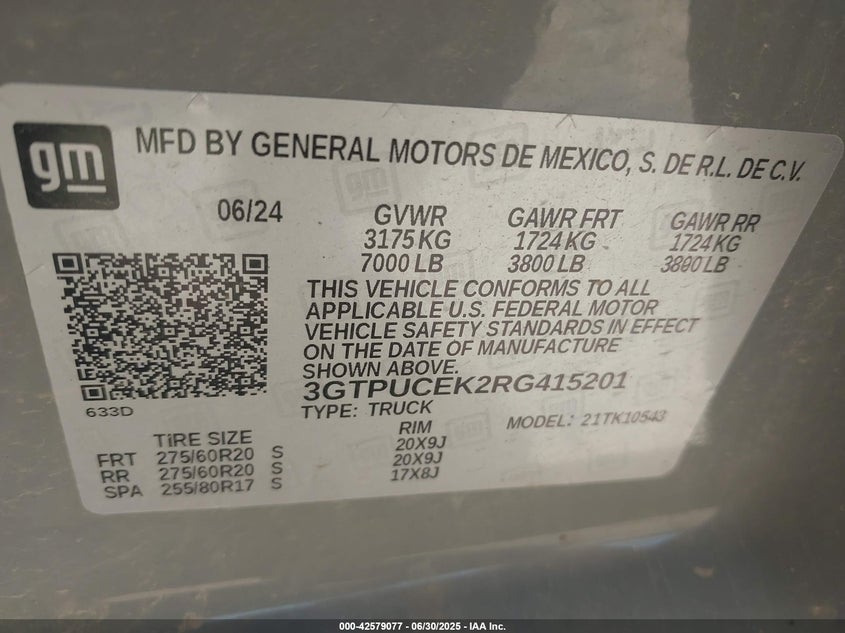 gm
MFD BY GENERAL MOTORS DE MEXICO, S. DE R.L. DE C.V.
06/24 GVWR GAWR FRT GAWR RR
3175 KG 1724 KG 1724 KG
7000 LB 3800 LB 3800 LB
THIS VEHICLE CONFORMS TO ALL
APPLICABLE U.S. FEDERAL MOTOR
VEHICLE SAFETY STANDARDS IN EFFECT
ON THE DATE OF MANUFACTURE
SHOWN ABOVE.
3GTPUCEK2RG415201
633D
TYPE: TRUCK MODEL: 21TK10543
TIRE SIZE RIM
FRT 275/60R20 S 20X9J
RR 275/60R20 S 20X9J
SPA 255/80R17 S 17X8J
000-42579077 - 06/30/2025 - IAA Inc.